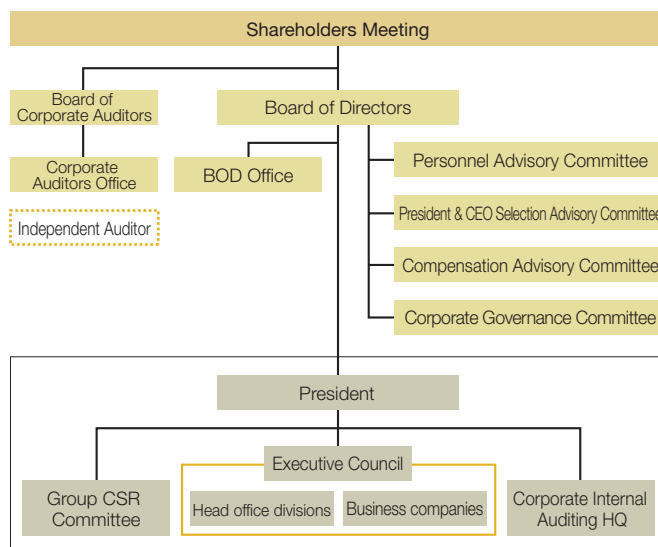 Shareholders Meeting
Board of
Corporate Auditors
Board of Directors
Corporate
Auditors Office
BOD Office
Independent Auditor
Personnel Advisory Committee
President & CEO Selection Advisory Committee
Compensation Advisory Committee
Corporate Governance Committee
President
Executive Council
Group CSR
Committee
Head office divisions
Business companies
Corporate Internal
Auditing HQ